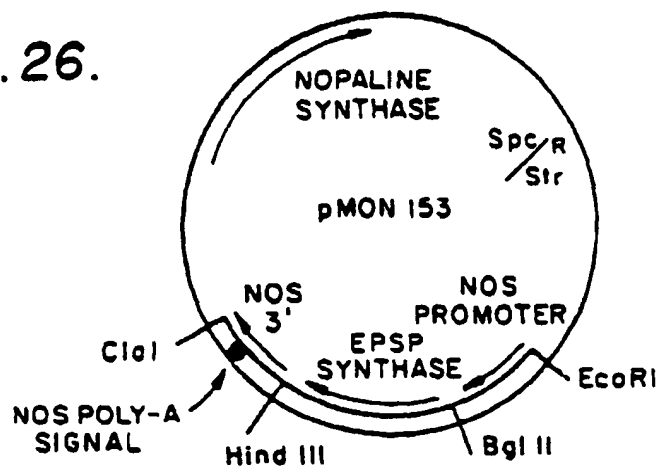 . 26.
NOPALINE
SYNTHASE
Spc/R
Str
pMON 153
NOS
3'
NOS
PROMOTER
EPSP
SYNTHASE
ClaI
EcoRI
NOS POLY-A
SIGNAL
Hind III
Bgl II